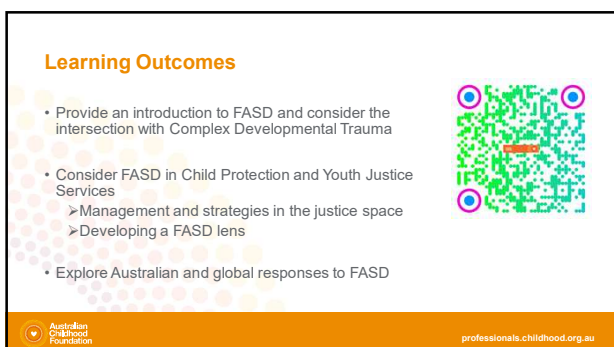 Learning Outcomes
• Provide an introduction to FASD and consider the
intersection with Complex Developmental Trauma
• Consider FASD in Child Protection and Youth Justice
Services
➢Management and strategies in the justice space
➢Developing a FASD lens
• Explore Australian and global responses to FASD
Australian
Childhood
Foundation
professionals.childhood.org.au